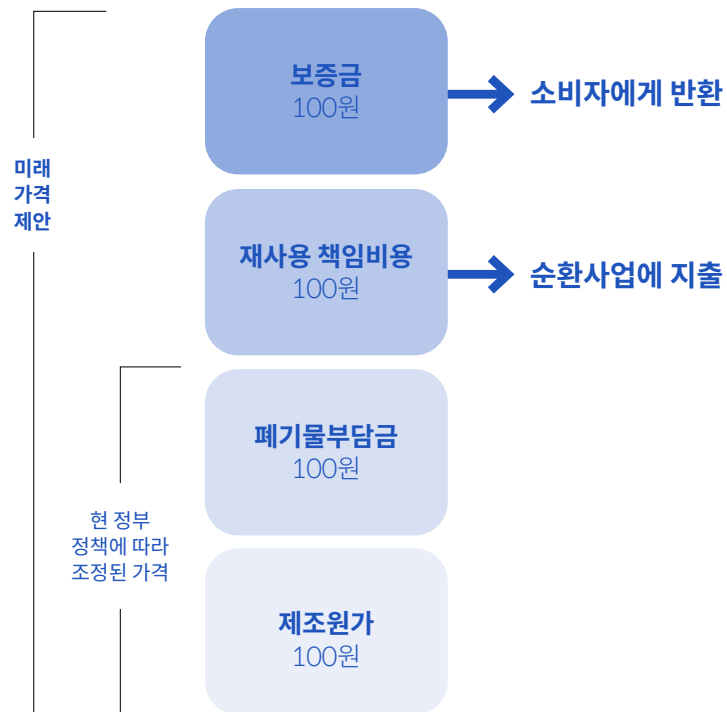 보증금
100원
소비자에게 반환
미래
가격
제안
재사용 책임비용
100원
순환사업에 지출
폐기물부담금
100원
현 정부
정책에 따라
조정된 가격
제조원가
100원